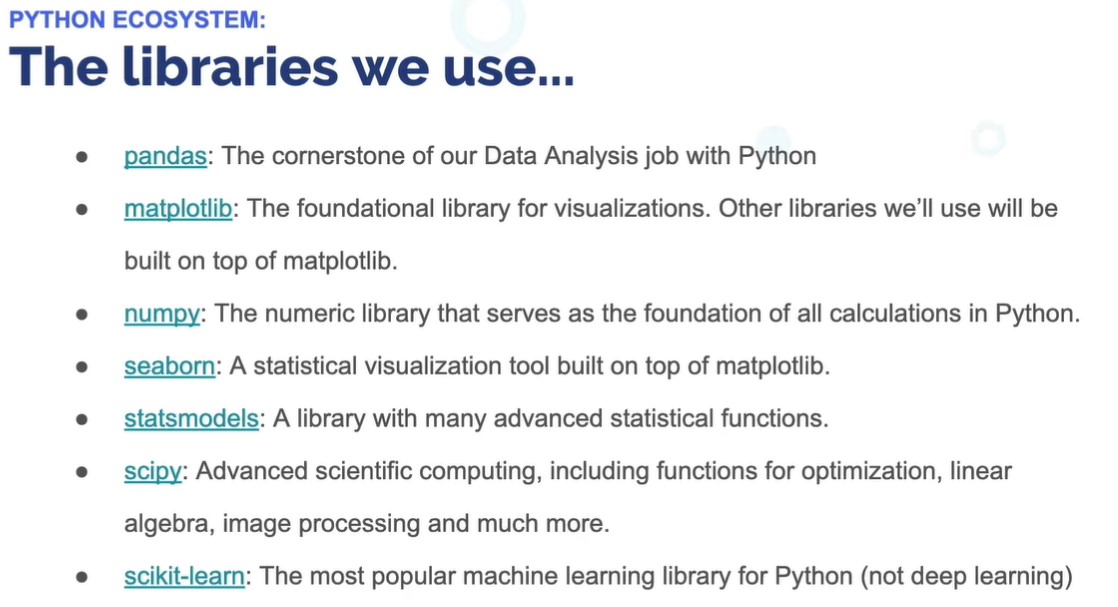 PYTHON ECOSYSTEM:
The libraries we use...
● pandas: The cornerstone of our Data Analysis job with Python
● matplotlib: The foundational library for visualizations. Other libraries we’ll use will be
built on top of matplotlib.
● numpy: The numeric library that serves as the foundation of all calculations in Python.
● seaborn: A statistical visualization tool built on top of matplotlib.
● statsmodels: A library with many advanced statistical functions.
● scipy: Advanced scientific computing, including functions for optimization, linear
algebra, image processing and much more.
● scikit-learn: The most popular machine learning library for Python (not deep learning)